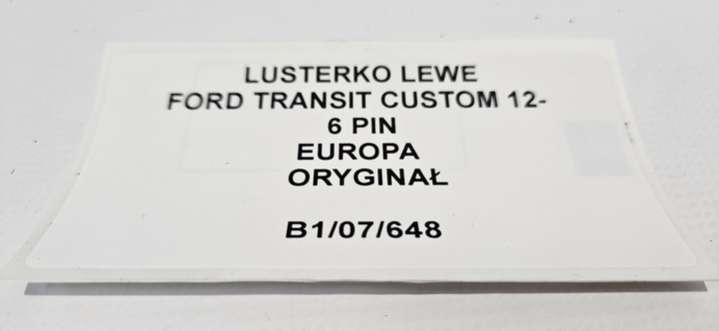 LUSTERKO LEWE
FORD TRANSIT CUSTOM 12-
6 PIN
EUROPA
ORYGINAŁ
B1/07/648